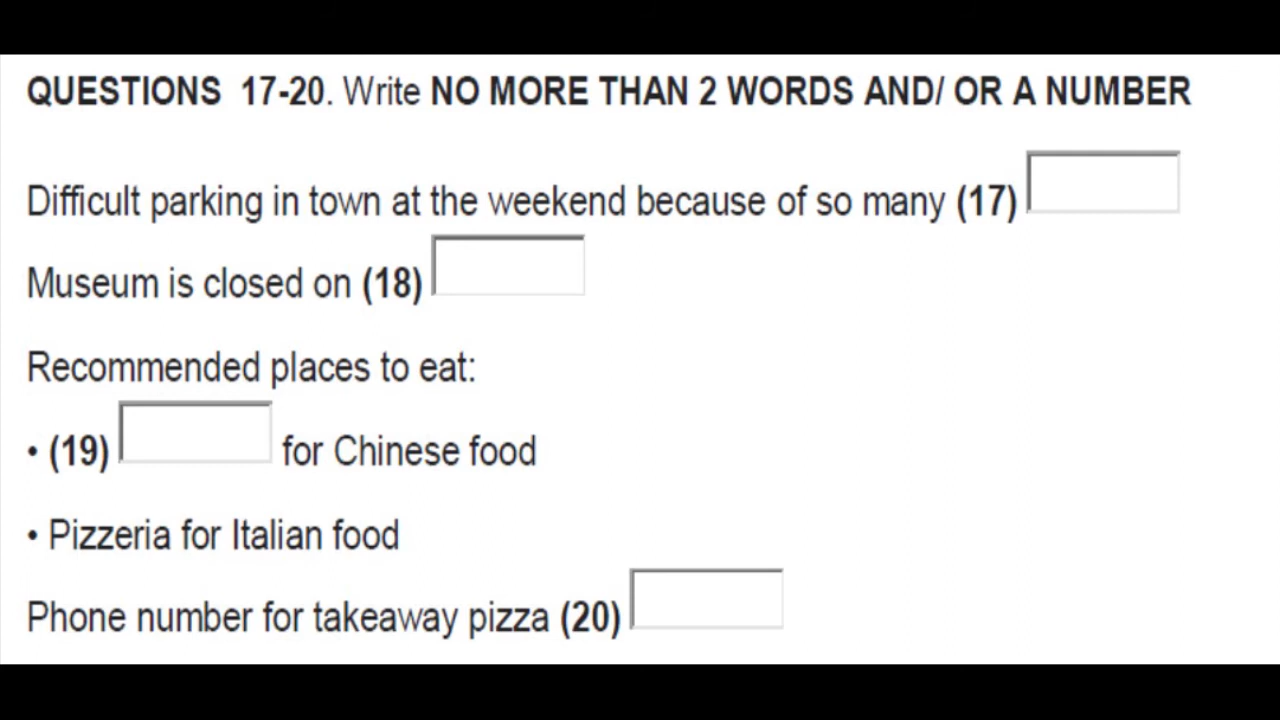 QUESTIONS 17-20. Write NO MORE THAN 2 WORDS AND/ OR A NUMBER
Difficult parking in town at the weekend because of so many (17)
Museum is closed on (18)
Recommended places to eat:
• (19) for Chinese food
• Pizzeria for Italian food
Phone number for takeaway pizza (20)